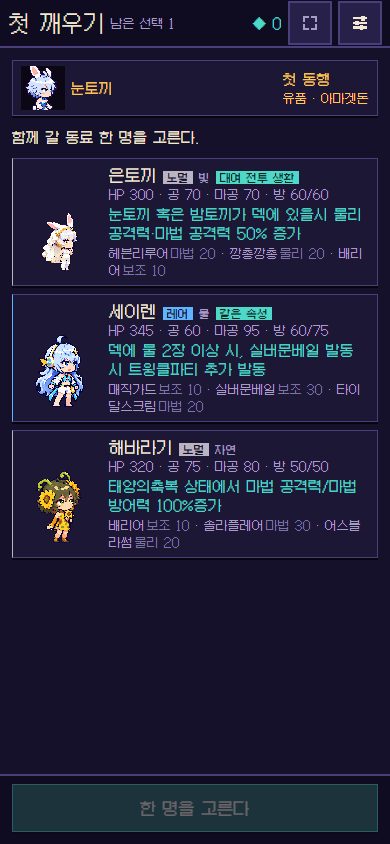 첫 깨우기 남은 선택 1 ◆ 0
눈토끼 첫 동행
유품 · 아마겟돈
함께 갈 동료 한 명을 고른다.
은토끼 노멀 빛 대여 전투 생환
HP 300 · 공 70 · 마공 70 · 방 60/60
눈토끼 혹은 밤토끼가 덱에 있을시 물리
공격력·마법 공격력 50% 증가
헤븐리루어 마법 20 · 깡총깡총 물리 20 · 배리
어 보조 10
세이렌 레어 물 같은 속성
HP 345 · 공 60 · 마공 95 · 방 60/75
덱에 물 2장 이상 시, 실버문베일 발동
시 트윙클파티 추가 발동
매직가드 보조 10 · 실버문베일 보조 30 · 타이
달스크림 마법 20
해바라기 노멀 자연
HP 320 · 공 75 · 마공 80 · 방 50/50
태양의축복 상태에서 마법 공격력/마법
방어력 100%증가
배리어 보조 10 · 솔라플레어 마법 30 · 어스블
라썸 물리 20
한 명을 고른다